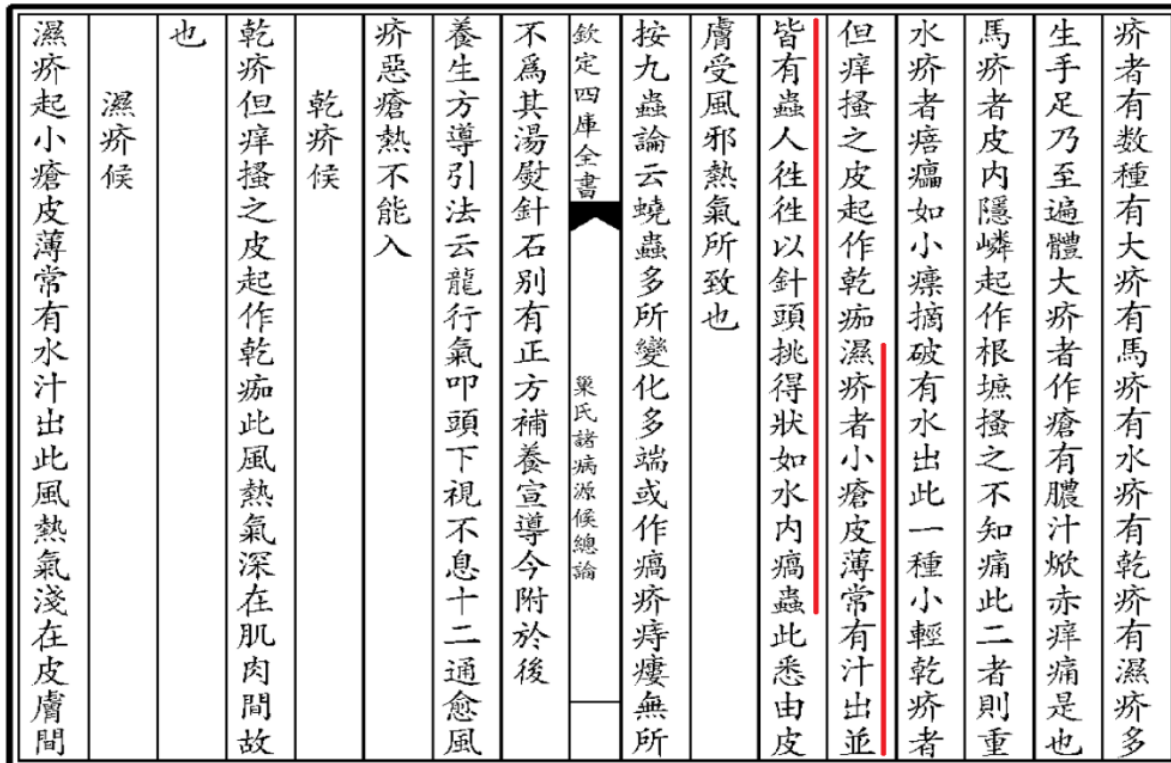 疥者有数種有大疥有馬疥有水疥有乾疥有濕疥多
生手足乃至遍體大疥者作瘡有膿汁焮赤痒痛是也
馬疥者皮内隱嶙起作根墌搔之不知痛此二者則重
水疥者㾦㿔如小瘭摘破有水出此一種小輕乾疥者
但痒搔之皮起作乾痂濕疥者小瘡皮薄常有汁出並
皆有蟲人徃徃以針頭挑得狀如水内瘑蟲此悉由皮
膚受風邪熱氣所致也
按九蟲論云蟯蟲多所變化多端或作瘑疥痔瘻無所
欽定四庫全書
巢氏諸病源候總論
不爲其湯熨針石别有正方補養宣導今附於後
養生方導引法云龍行氣叩頭下視不息十二通愈風
疥惡瘡熱不能入
乾疥候
乾疥但痒搔之皮起作乾痂此風熱氣深在肌肉間故
也
濕疥候
濕疥起小瘡皮薄常有水汁出此風熱氣淺在皮膚間